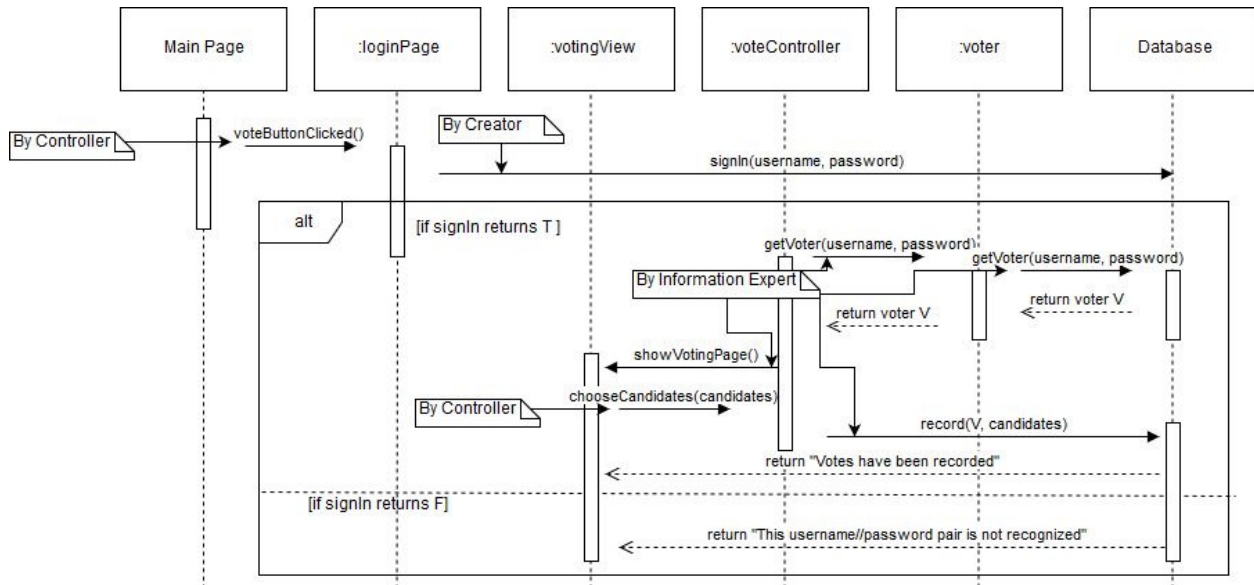 Main Page
:loginPage
:votingView
:voteController
:voter
Database
By Controller
voteButtonClicked()
By Creator
signIn(username, password)
alt
[if signIn returns T ]
getVoter(username, password)
getVoter(username, password)
By Information Expert
return voter V
return voter V
showVotingPage()
chooseCandidates(candidates)
By Controller
record(V, candidates)
return "Votes have been recorded"
[if signIn returns F]
return "This username//password pair is not recognized"